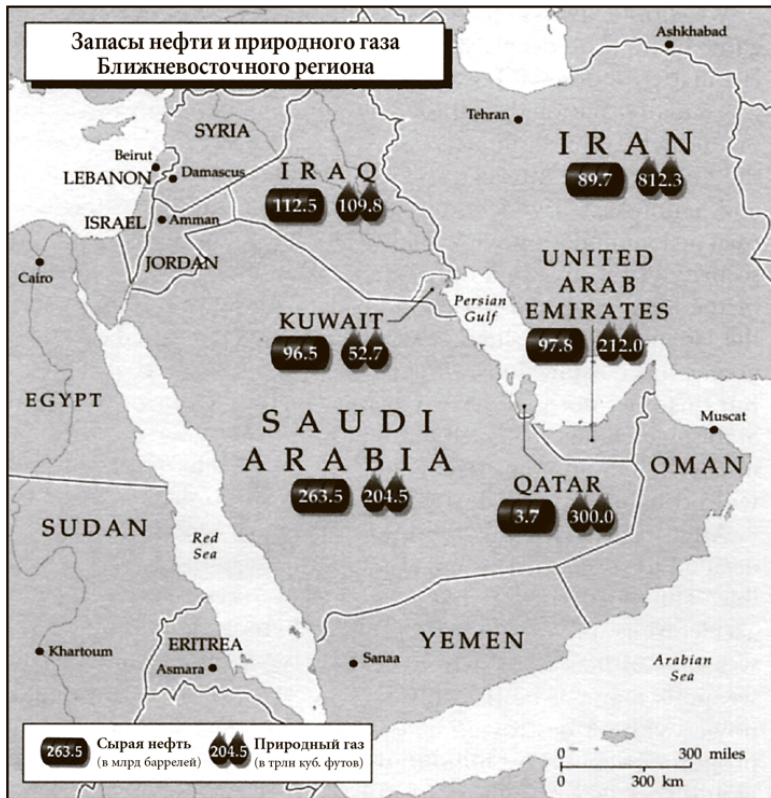 Запасы нефти и природного газа
Ближневосточного региона
Ashkhabad
Tehran
SYRIA
IRAN
89.7 812.3
Beirut
LEBANON
Damascus
IRAQ
112.5 109.8
ISRAEL
Amman
JORDAN
Cairo
UNITED
ARAB
EMIRATES
97.8 212.0
Persian
Gulf
KUWAIT
96.5 52.7
EGYPT
SAUDI
ARABIA
263.5 204.5
Muscat
OMAN
QATAR
3.7 300.0
SUDAN
Red
Sea
YEMEN
Khartoum
ERITREA
Asmara
Sanaa
Arabian
Sea
263.5 Сырая нефть
(в млрд баррелей)
204.5 Природный газ
(в трлн куб. футов)
0 300 miles
0 300 km